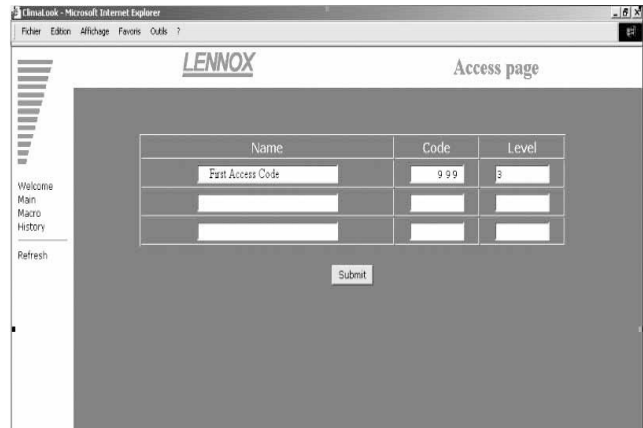 ClimaLook - Microsoft Internet Explorer
Fichier Edition Affichage Favoris Outils ?
LENNOX
Access page
Name Code Level
First Access Code 999 3
Welcome
Main
Macro
History
Refresh
Submit